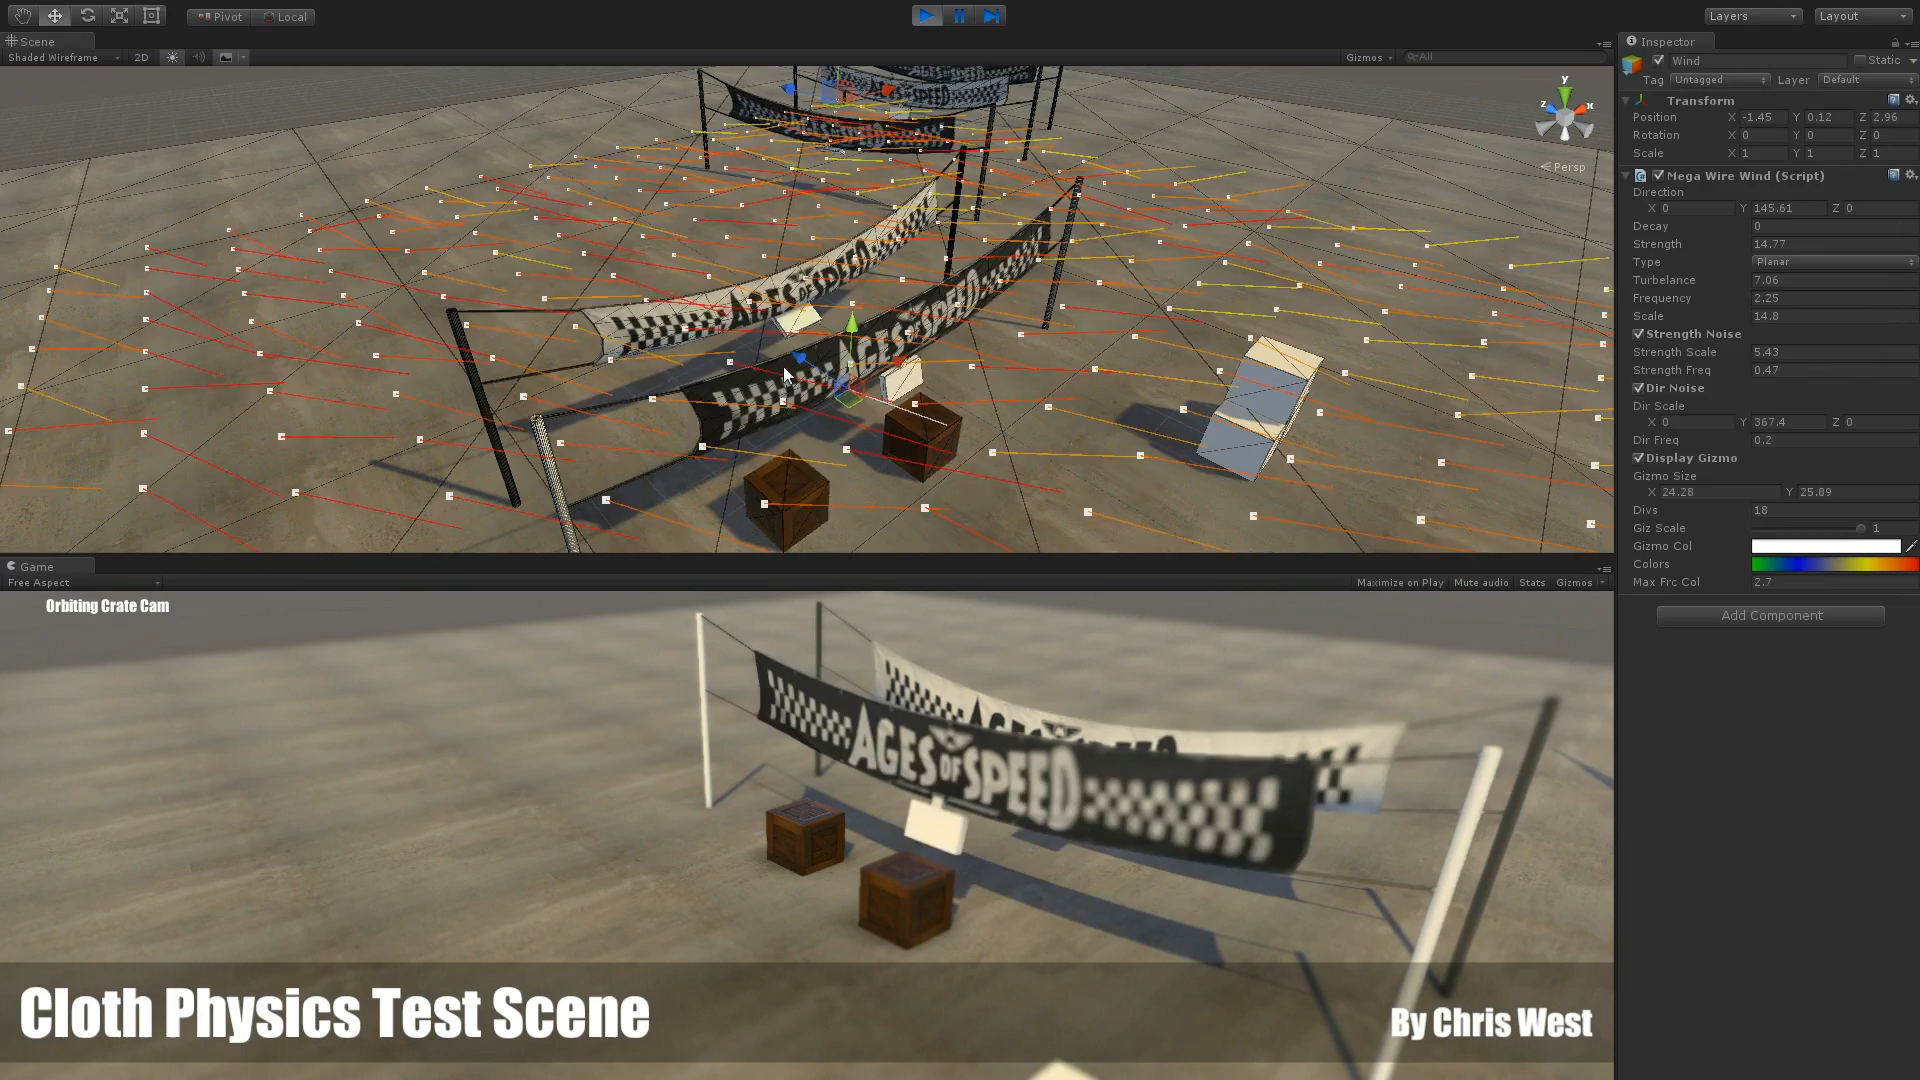 Pivot Local
Layers Layout
Scene
Shaded Wireframe 2D Gizmos All
y
z x
Persp
AGES OF SPEED
AGES OF SPEED
Inspector
Wind Static
Tag Untagged Layer Default
Transform
Position X -1.45 Y 0.12 Z 2.96
Rotation X 0 Y 0 Z 0
Scale X 1 Y 1 Z 1
Mega Wire Wind (Script)
Direction
X 0 Y 145.61 Z 0
Decay 0
Strength 14.77
Type Planar
Turbelance 7.06
Frequency 2.25
Scale 14.8
Strength Noise
Strength Scale 5.43
Strength Freq 0.47
Dir Noise
Dir Scale
X 0 Y 367.4 Z 0
Dir Freq 0.2
Display Gizmo
Gizmo Size
X 24.28 Y 25.89
Divs 18
Giz Scale 1
Gizmo Col
Colors
Max Frc Col 2.7
Add Component
Game
Free Aspect Maximize on Play Mute audio Stats Gizmos
Orbiting Crate Cam
AGES OF SPEED
Cloth Physics Test Scene
By Chris West